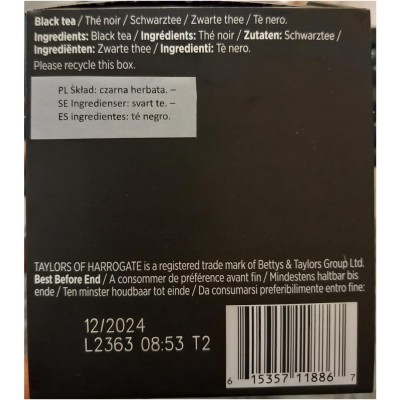 Black tea / Thé noir / Schwarztee / Zwarte thee / Tè nero.
Ingredients: Black tea / Ingrédients: Thé noir / Zutaten: Schwarztee /
Ingrediënten: Zwarte thee / Ingredienti: Tè nero.
Please recycle this box.
PL Skład: czarna herbata. –
SE Ingredienser: svart te. –
ES ingredientes: té negro.
TAYLORS OF HARROGATE is a registered trade mark of Bettys & Taylors Group Ltd.
Best Before End / A consommer de préférence avant fin / Mindestens haltbar bis
ende / Ten minster houdbaar tot einde / Da consumarsi preferibilmente entro fine:
12/2024
L2363 08:53 T2
6 15357 11886 7